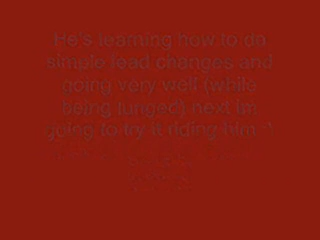 He's learning how to do
simple lead changes and
going very well (while
being lunged) next im
going to try it riding him :)